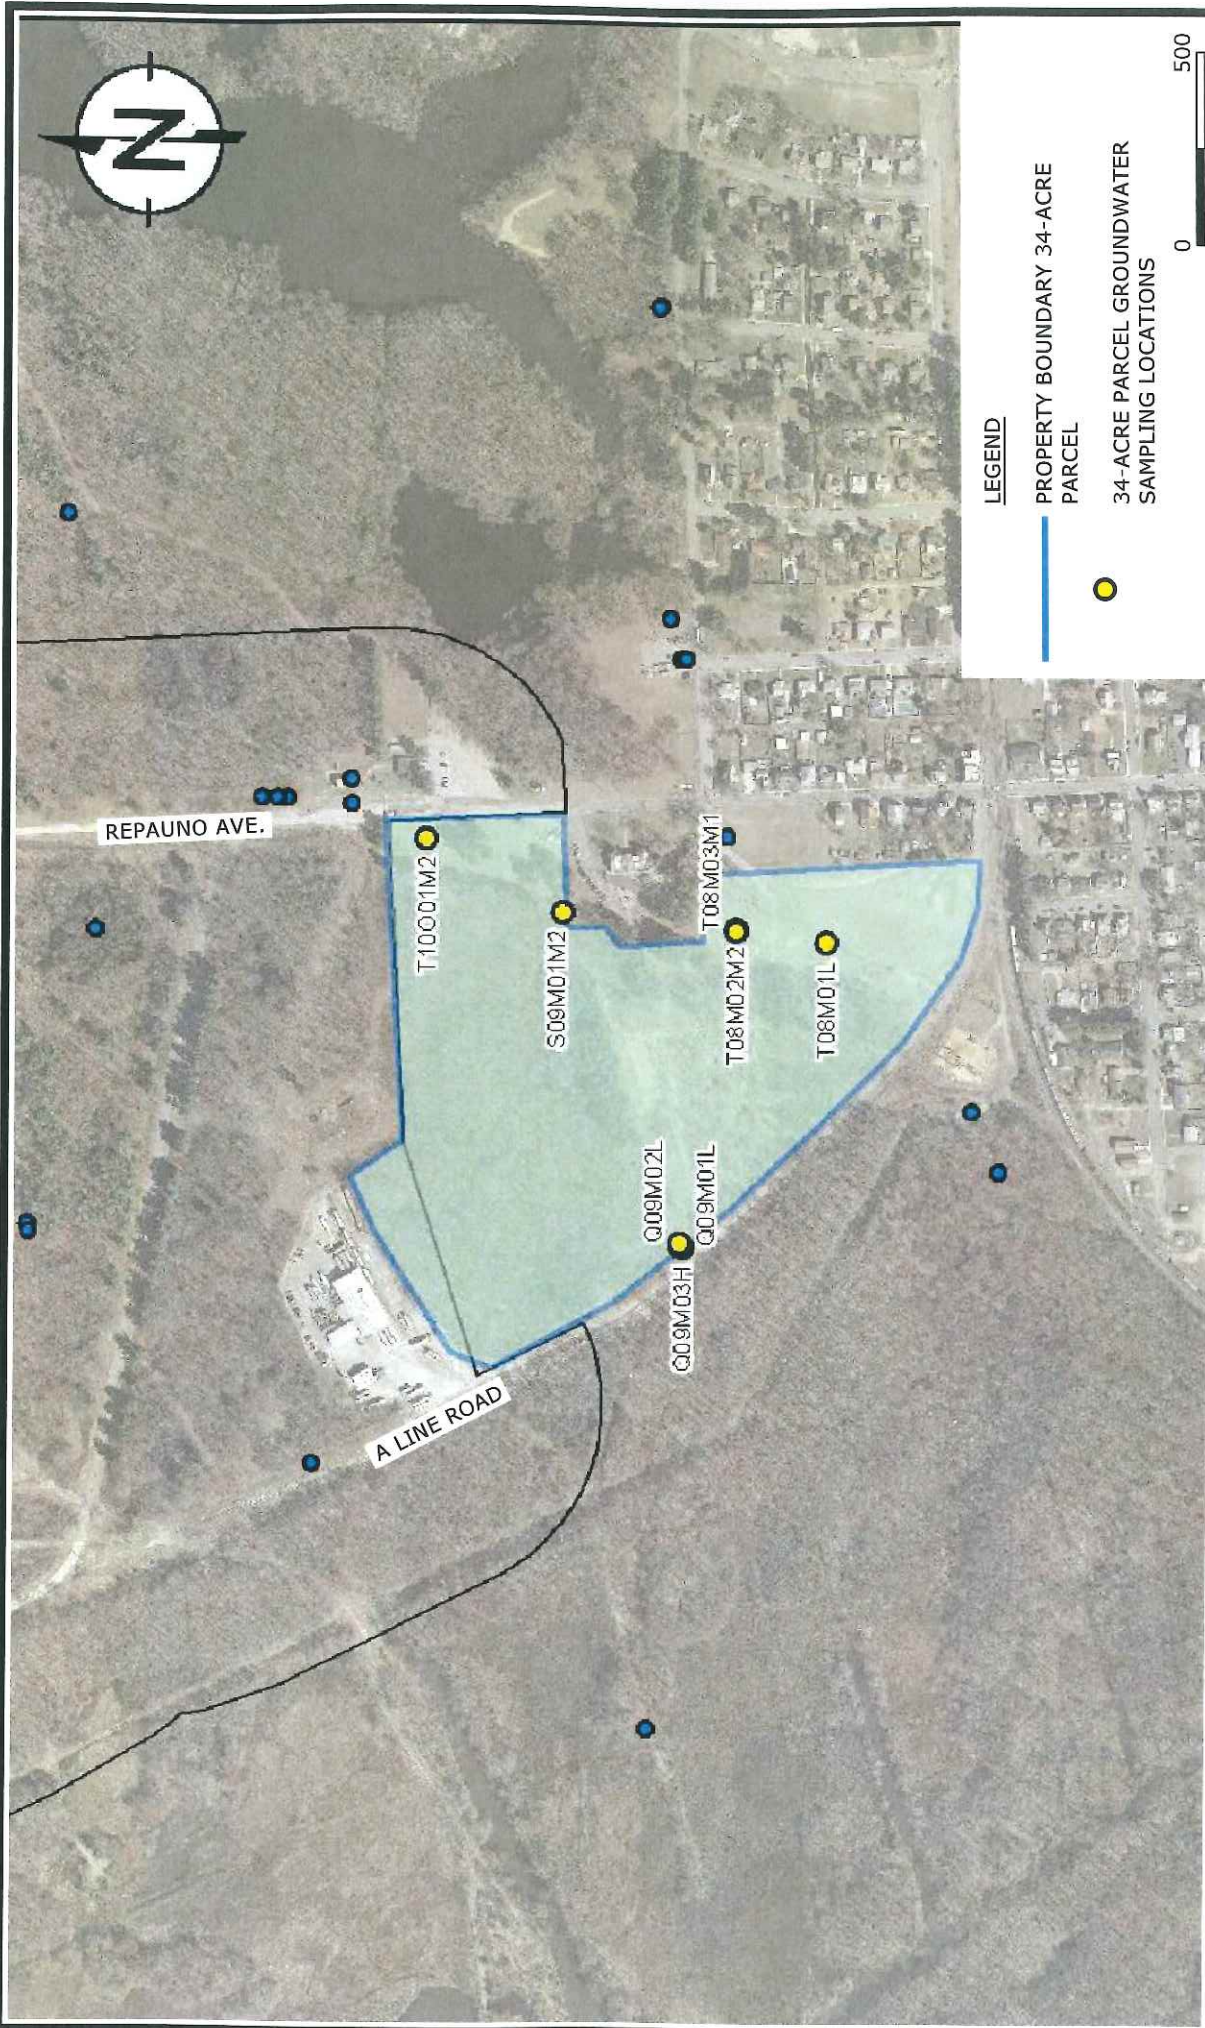 N
REPAUNO AVE.
T10O01M2
S09M01M2
T08M03M1
T08M02M2
T08M01L
Q09M02L
Q09M01L
Q09M03H
A LINE ROAD
LEGEND
PROPERTY BOUNDARY 34-ACRE
PARCEL
34-ACRE PARCEL GROUNDWATER
SAMPLING LOCATIONS
0
500